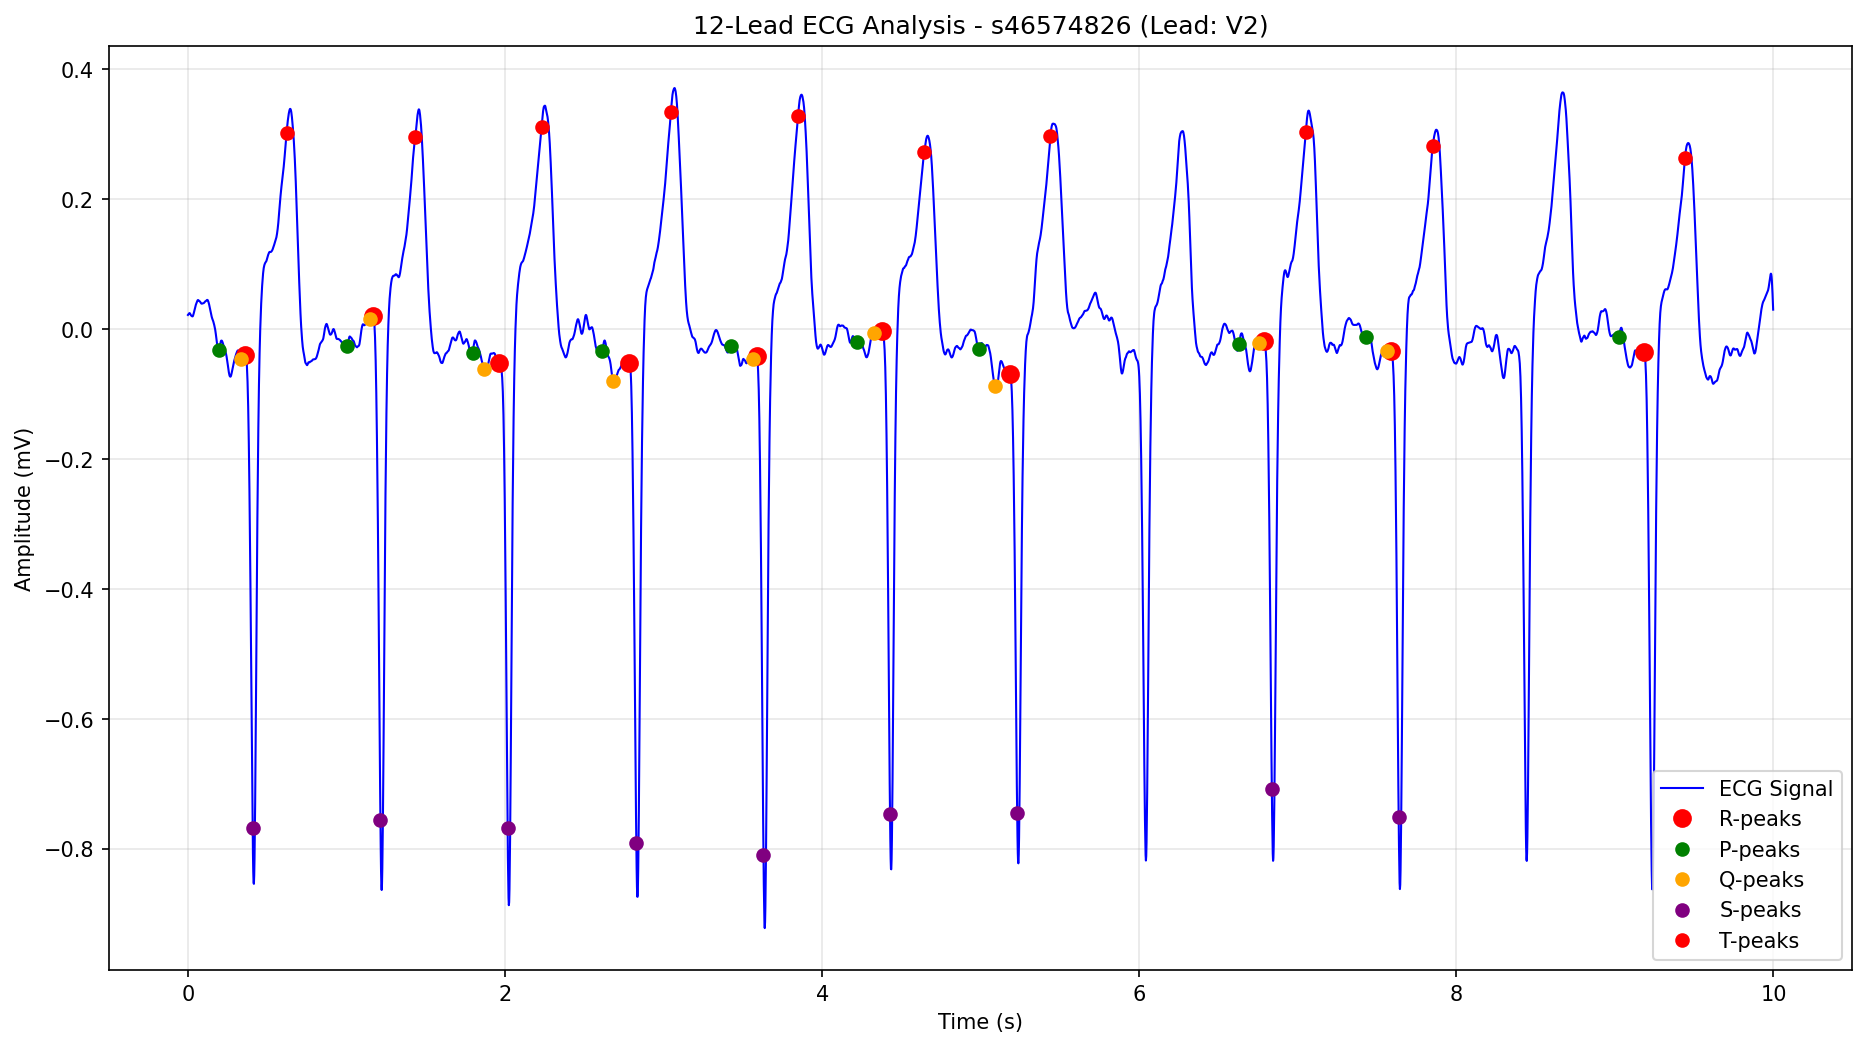 12-Lead ECG Analysis - s46574826 (Lead: V2)
Amplitude (mV)
0.4
0.2
0.0
−0.2
−0.4
−0.6
−0.8
ECG Signal
R-peaks
P-peaks
Q-peaks
S-peaks
T-peaks
0 2 4 6 8 10
Time (s)